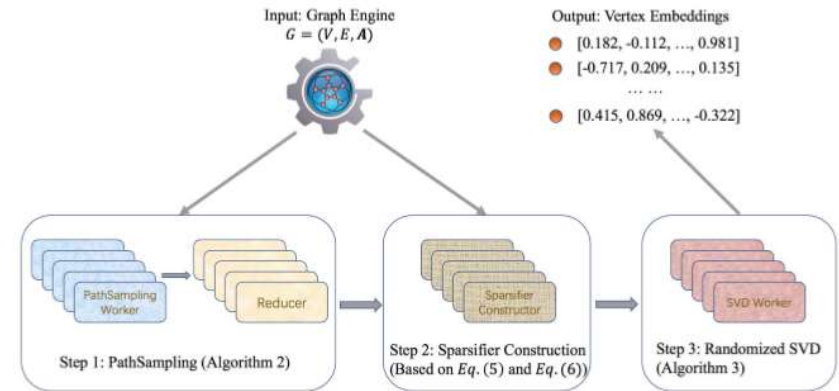 Input: Graph Engine
G = (V, E, A)
Output: Vertex Embeddings
[0.182, -0.112, ..., 0.981]
[-0.717, 0.209, ..., 0.135]
... ...
[0.415, 0.869, ..., -0.322]
PathSampling
Worker
Reducer
Step 1: PathSampling (Algorithm 2)
Sparsifier
Constructor
Step 2: Sparsifier Construction
(Based on Eq. (5) and Eq. (6))
SVD Worker
Step 3: Randomized SVD
(Algorithm 3)